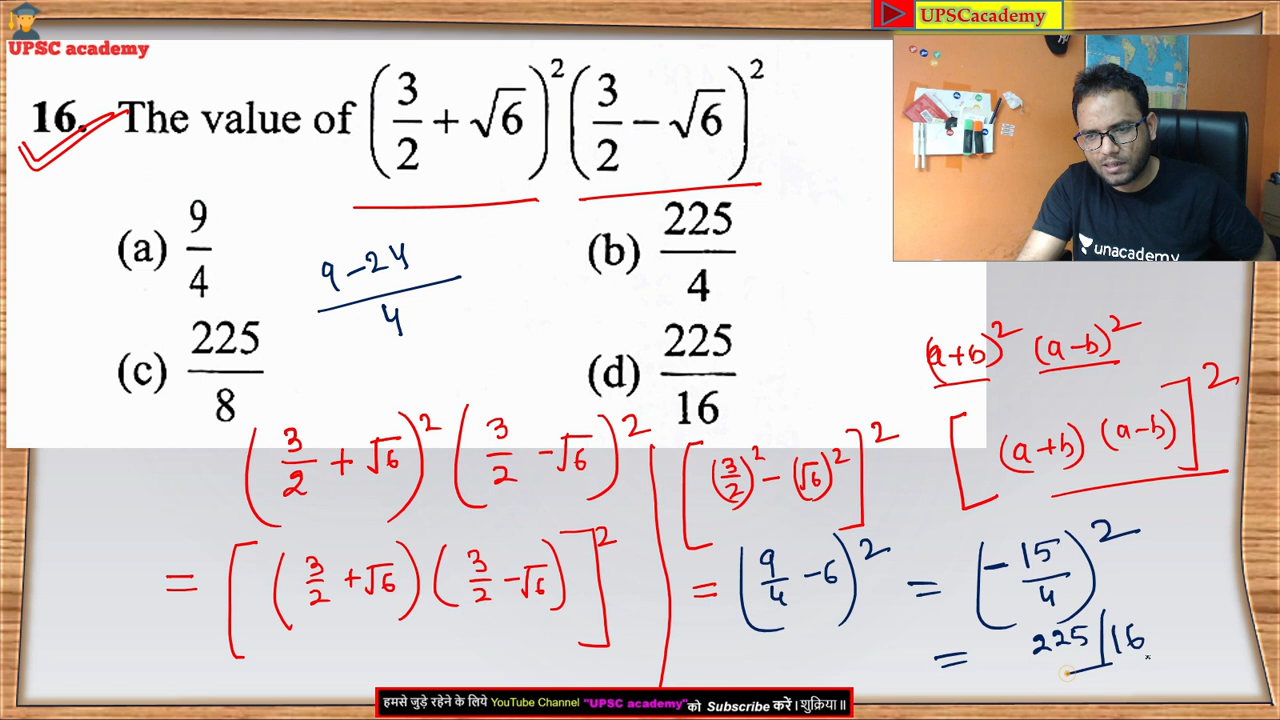 UPSC academy
UPSCacademy
16. The value of (3/2 + √6)² (3/2 − √6)²
(a) 9/4
(b) 225/4
(c) 225/8
(d) 225/16
9 − 24 / 4
unacademy
(a+b)² (a−b)²
[(a+b) (a−b)]²
(3/2 + √6)² (3/2 − √6)²
= [(3/2 + √6) (3/2 − √6)]²
[(3/2)² − (√6)²]²
= (9/4 − 6)² = (−15/4)²
= 225/16
हमसे जुड़े रहेने के लिये YouTube Channel "UPSC academy" को Subscribe करें । शुक्रिया ॥